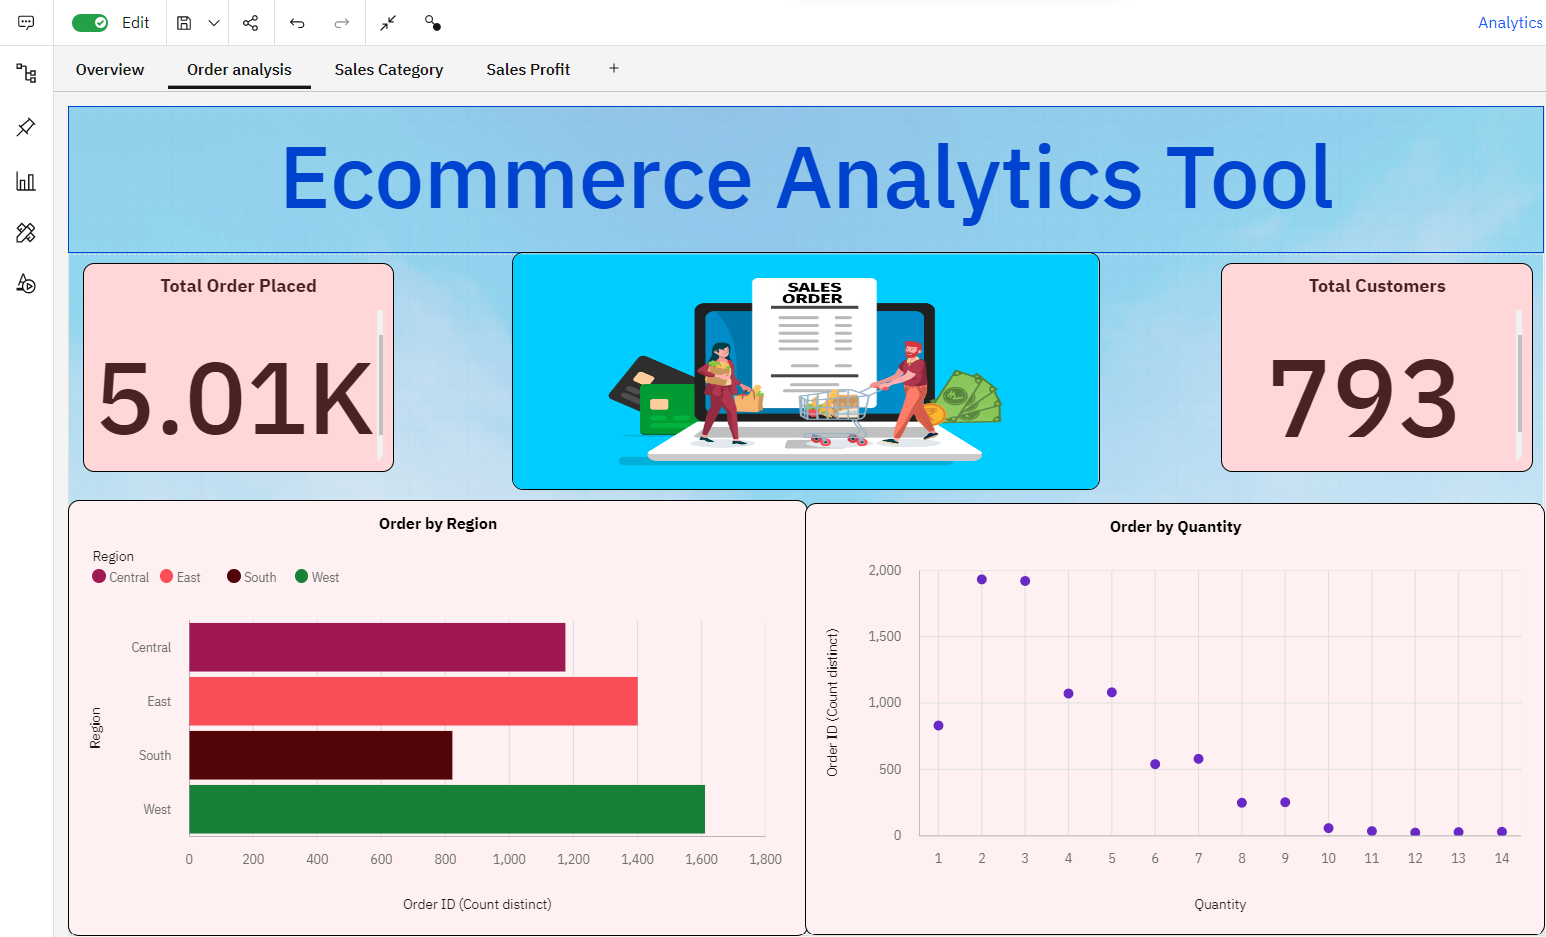 Edit
Analytics
Overview
Order analysis
Sales Category
Sales Profit
+
Ecommerce Analytics Tool
Total Order Placed
5.01K
SALES
ORDER
Total Customers
793
Order by Region
Region
Central
East
South
West
Region
Central
East
South
West
0
200
400
600
800
1,000
1,200
1,400
1,600
1,800
Order ID (Count distinct)
Order by Quantity
Order ID (Count distinct)
2,000
1,500
1,000
500
0
1
2
3
4
5
6
7
8
9
10
11
12
13
14
Quantity